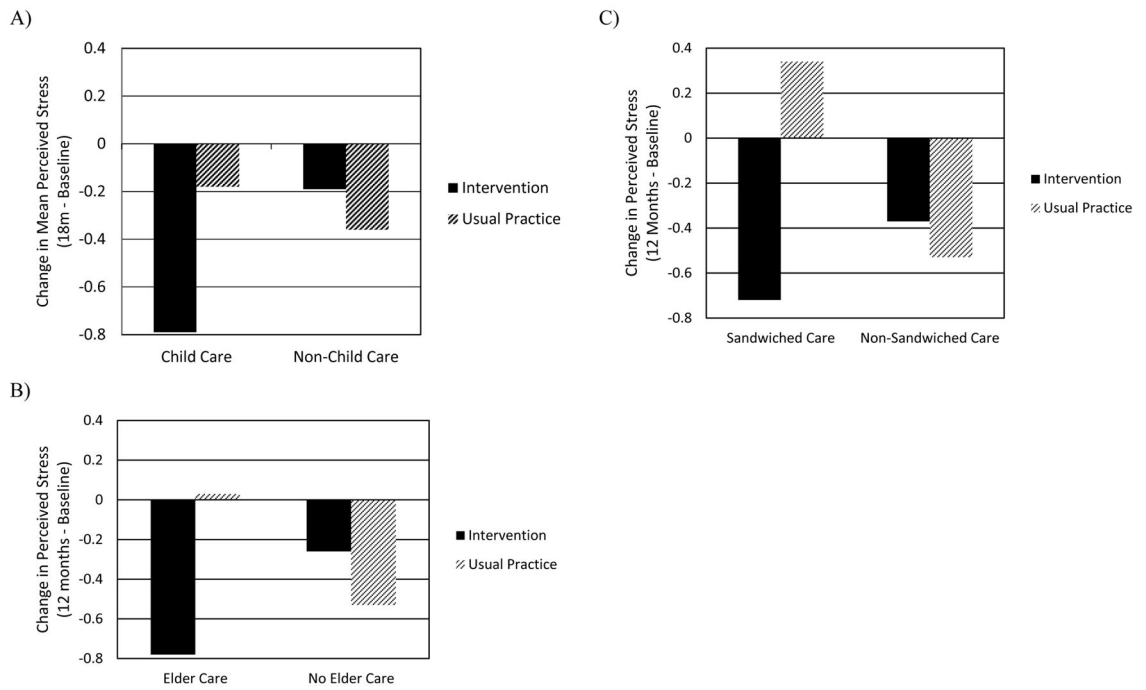 A)
Change in Mean Perceived Stress
(18m - Baseline)
0.4
0.2
0
-0.2
-0.4
-0.6
-0.8
Child Care
Non-Child Care
Intervention
Usual Practice
B)
Change in Perceived Stress
(12 months - Baseline)
0.4
0.2
0
-0.2
-0.4
-0.6
-0.8
Elder Care
No Elder Care
Intervention
Usual Practice
C)
Change in Perceived Stress
(12 Months - Baseline)
0.4
0.2
0
-0.2
-0.4
-0.6
-0.8
Sandwiched Care
Non-Sandwiched Care
Intervention
Usual Practice